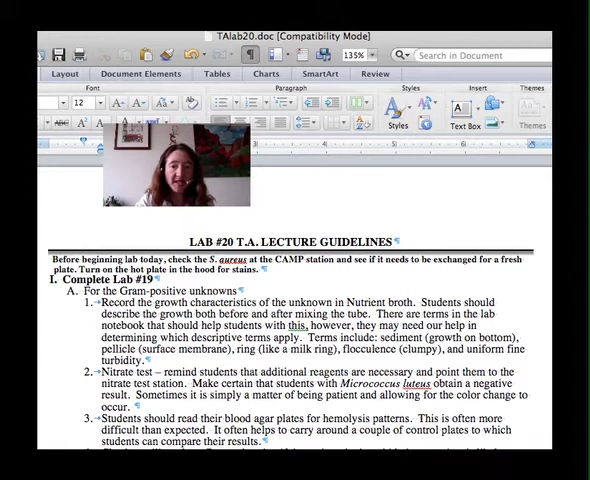 TAlab20.doc [Compatibility Mode]
135%
Search in Document
Layout
Document Elements
Tables
Charts
SmartArt
Review
Font
Paragraph
Styles
Insert
Themes
12
Aa
ABC
Styles
Text Box
Themes
LAB #20 T.A. LECTURE GUIDELINES¶
Before beginning lab today, check the S. aureus at the CAMP station and see if it needs to be exchanged for a fresh
plate. Turn on the hot plate in the hood for stains. ¶
I. Complete Lab #19
A. For the Gram-positive unknowns¶
1.→Record the growth characteristics of the unknown in Nutrient broth. Students should
describe the growth both before and after mixing the tube. There are terms in the lab
notebook that should help students with this, however, they may need our help in
determining which descriptive terms apply. Terms include: sediment (growth on bottom),
pellicle (surface membrane), ring (like a milk ring), flocculence (clumpy), and uniform fine
turbidity. ¶
2.→Nitrate test – remind students that additional reagents are necessary and point them to the
nitrate test station. Make certain that students with Micrococcus luteus obtain a negative
result. Sometimes it is simply a matter of being patient and allowing for the color change to
occur. ¶
3.→Students should read their blood agar plates for hemolysis patterns. This is often more
difficult than expected. It often helps to carry around a couple of control plates to which
students can compare their results.¶